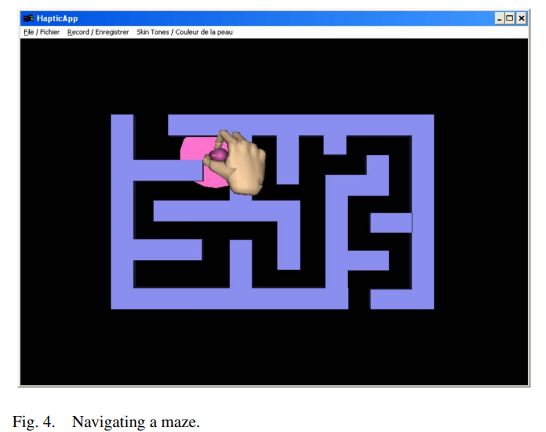 HapticApp
File / Fichier Record / Enregistrer Skin Tones / Couleur de la peau
Fig. 4. Navigating a maze.